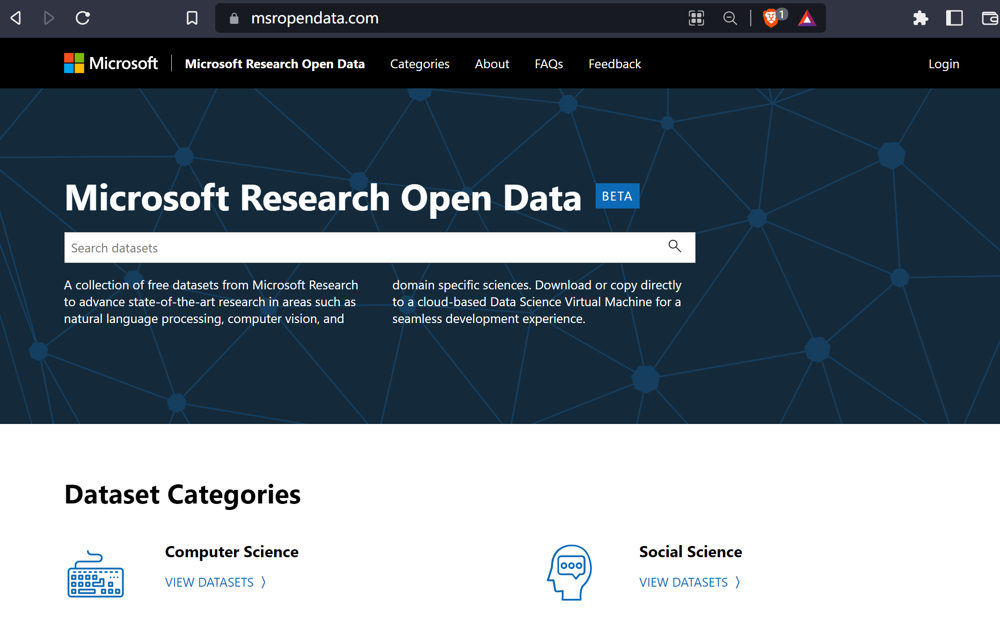 msropendata.com
1
Microsoft
Microsoft Research Open Data
Categories
About
FAQs
Feedback
Login
Microsoft Research Open Data
BETA
Search datasets
A collection of free datasets from Microsoft Research
to advance state-of-the-art research in areas such as
natural language processing, computer vision, and
domain specific sciences. Download or copy directly
to a cloud-based Data Science Virtual Machine for a
seamless development experience.
Dataset Categories
Computer Science
VIEW DATASETS
Social Science
VIEW DATASETS